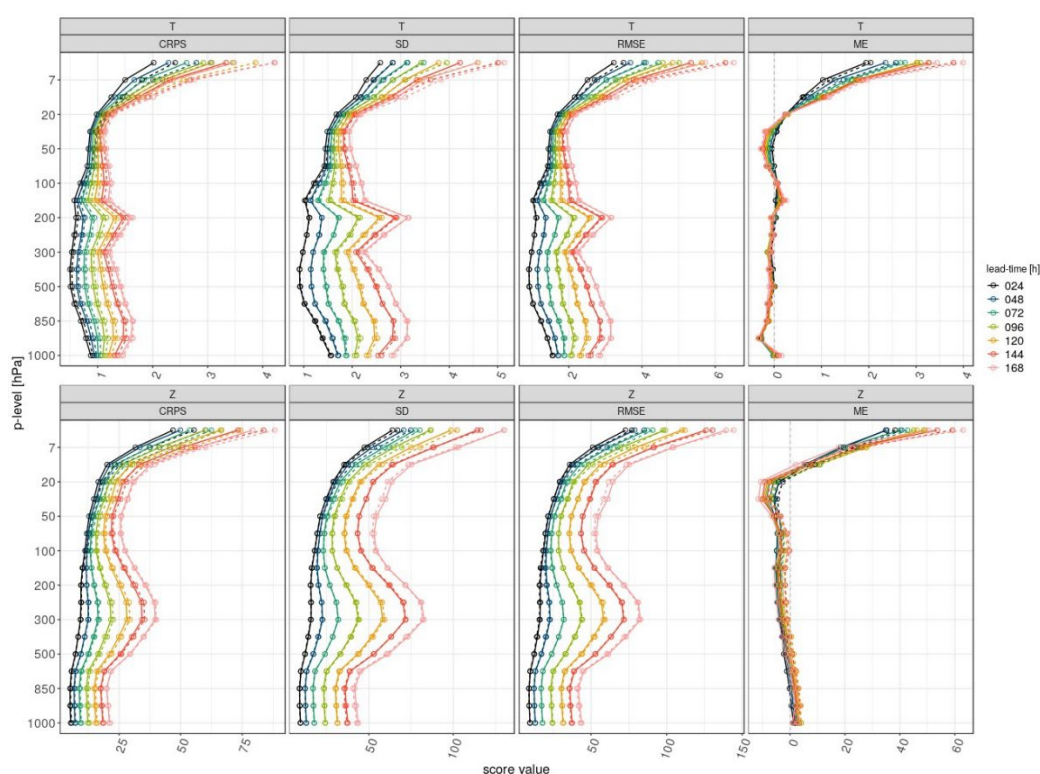 T T T T
CRPS SD RMSE ME
7
20
50
100
200
300
500
850
1000
1 2 3 4 1 2 3 4 5 2 4 6 0 1 2 3 4
lead-time [h]
024
048
072
096
120
144
168
p-level [hPa]
Z Z Z Z
CRPS SD RMSE ME
7
20
50
100
200
300
500
850
1000
25 50 75 50 100 50 100 150 0 20 40 60
score value